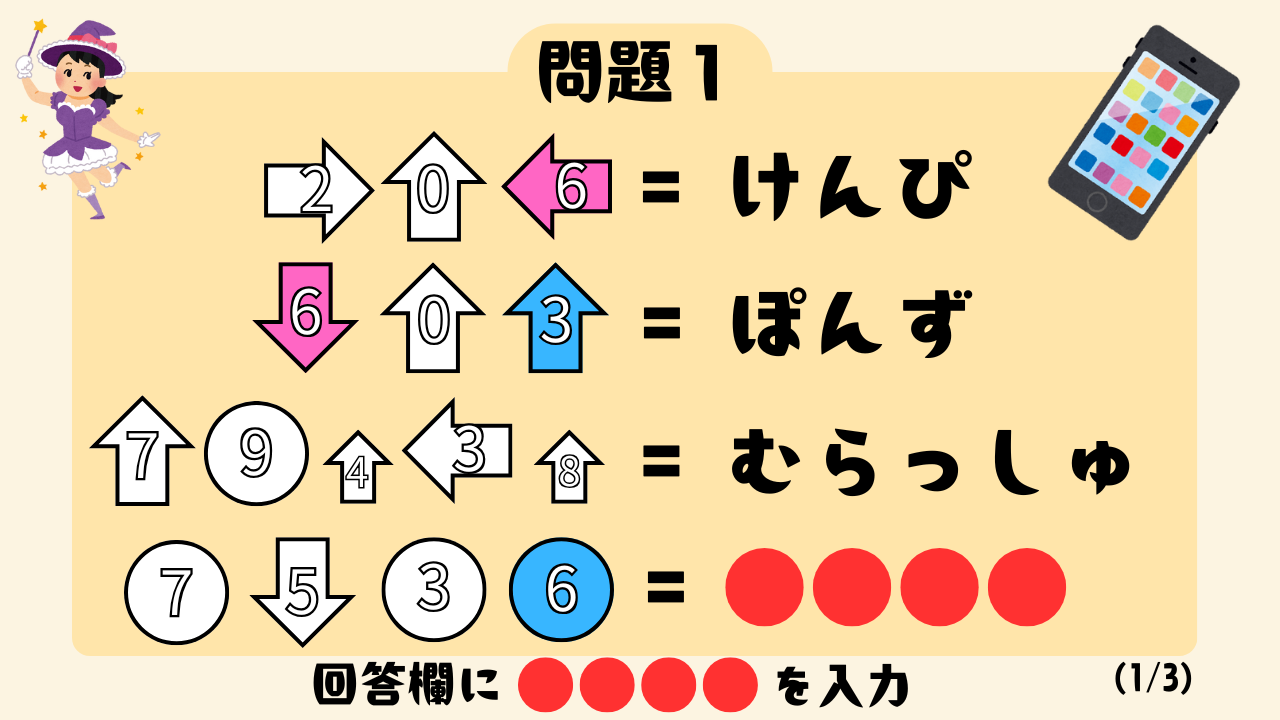 問題1
2 0 6 = けんぴ
6 0 3 = ぽんず
7 9 4 3 8 = むらっしゅ
7 5 3 6 =
回答欄に を入力
(1/3)